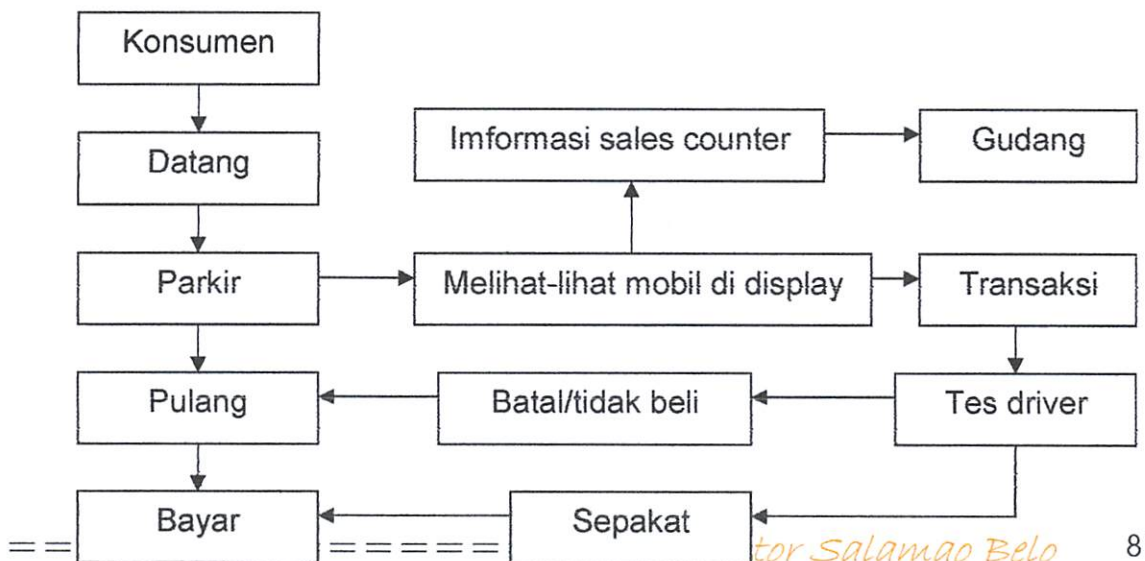 Konsumen
Datang
Imformasi sales counter
Gudang
Parkir
Melihat-lihat mobil di display
Transaksi
Pulang
Batal/tidak beli
Tes driver
Bayar
Sepakat
== ===== tor Salamao Belo 8